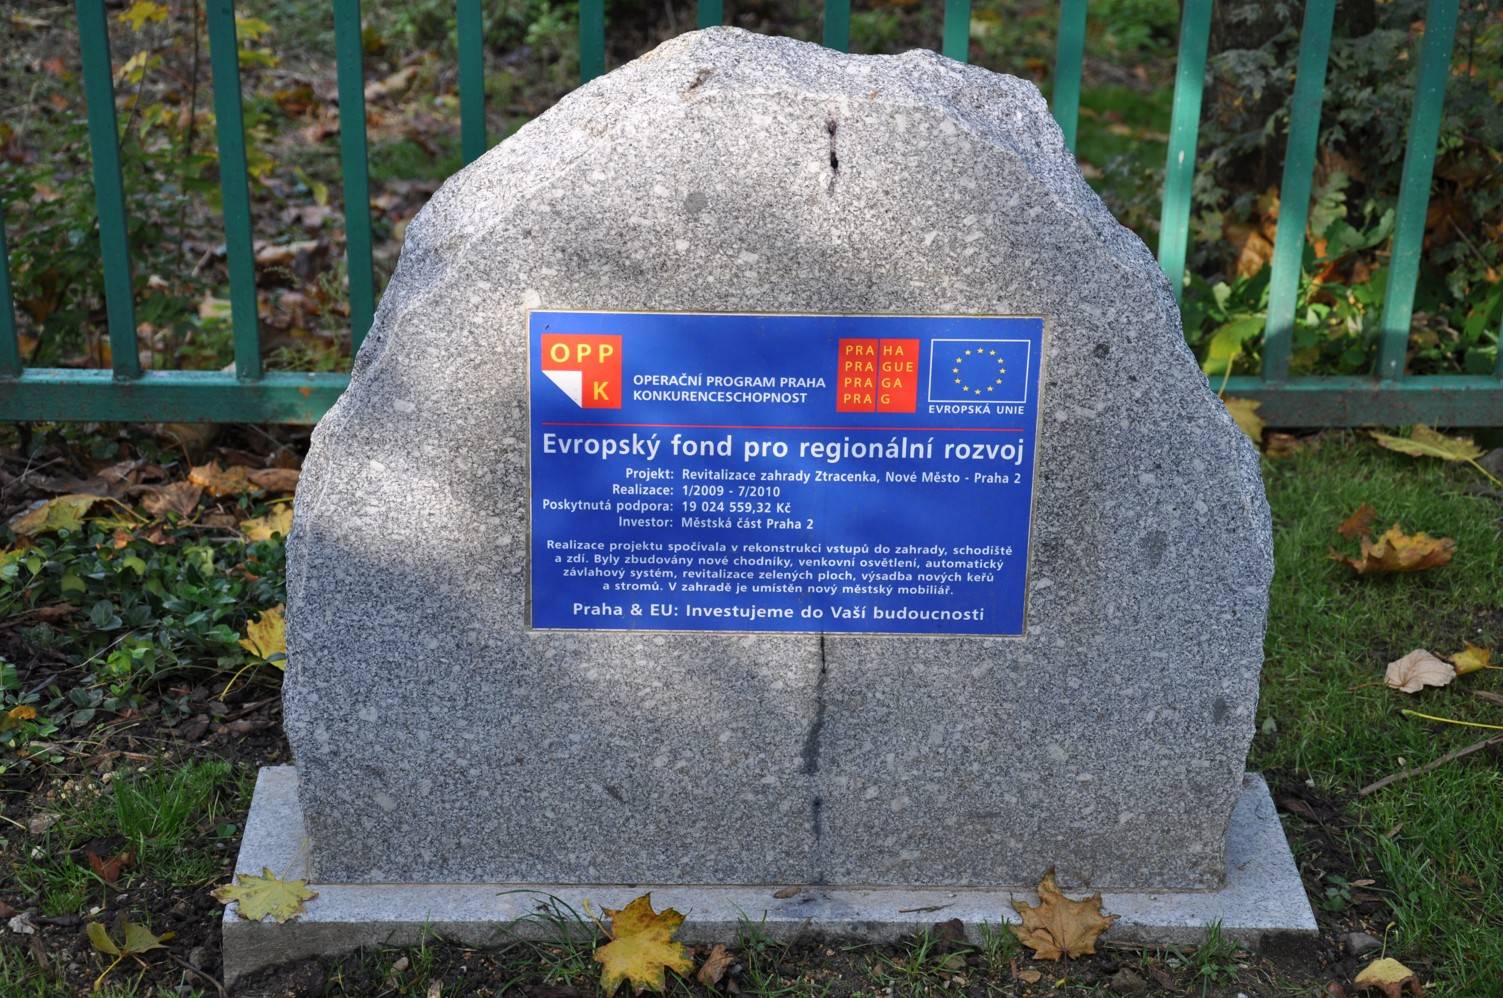 OPP
K
OPERAČNÍ PROGRAM PRAHA
KONKURENCESCHOPNOST
PRA HA
PRA GUE
PRA GA
PRA G
EVROPSKÁ UNIE
Evropský fond pro regionální rozvoj
Projekt: Revitalizace zahrady Ztracenka, Nové Město - Praha 2
Realizace: 1/2009 - 7/2010
Poskytnutá podpora: 19 024 559,32 Kč
Investor: Městská část Praha 2
Realizace projektu spočívala v rekonstrukci vstupů do zahrady, schodiště
a zdí. Byly zbudovány nové chodníky, venkovní osvětlení, automatický
závlahový systém, revitalizace zelených ploch, výsadba nových keřů
a stromů. V zahradě je umístěn nový městský mobiliář.
Praha & EU: Investujeme do Vaší budoucnosti